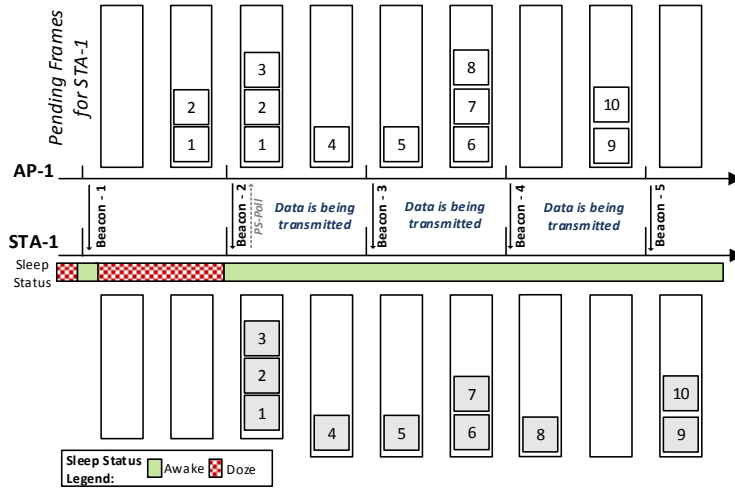 Pending Frames
for STA-1
2
1
3
2
1
4
5
8
7
6
10
9
AP-1
Beacon - 1
Beacon - 2
PS-Poll
Data is being
transmitted
Beacon - 3
Data is being
transmitted
Beacon - 4
Data is being
transmitted
Beacon - 5
STA-1
Sleep
Status
3
2
1
4
5
7
6
8
10
9
Sleep Status
Legend:
Awake
Doze